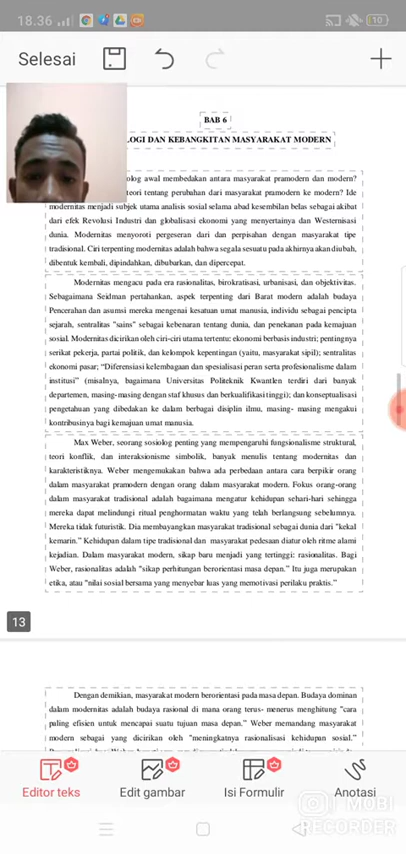 18.36
10
Selesai
BAB 6
LOGI DAN KEBANGKITAN MASYARAKAT MODERN
olog awal membedakan antara masyarakat pramodern dan modern?
teori tentang perubahan dari masyarakat pramodern ke modern? Ide
modernitas menjadi subjek utama analisis sosial selama abad kesembilan belas sebagai akibat
dari efek Revolusi Industri dan globalisasi ekonomi yang menyertainya dan Westernisasi
dunia. Modernitas menyoroti pergeseran dari dan perpisahan dengan masyarakat tipe
tradisional. Ciri terpenting modernitas adalah bahwa segala sesuatu pada akhirnya akan diubah,
dibentuk kembali, dipindahkan, dibubarkan, dan dipercepat.
Modernitas mengacu pada era rasionalitas, birokratisasi, urbanisasi, dan objektivitas.
Sebagaimana Seidman pertahankan, aspek terpenting dari Barat modern adalah budaya
Pencerahan dan asumsi mereka mengenai kesatuan umat manusia, individu sebagai pencipta
sejarah, sentralitas "sains" sebagai kebenaran tentang dunia, dan penekanan pada kemajuan
sosial. Modernitas dicirikan oleh ciri-ciri utama tertentu: ekonomi berbasis industri; pentingnya
serikat pekerja, partai politik, dan kelompok kepentingan (yaitu, masyarakat sipil); sentralitas
ekonomi pasar; “Diferensiasi kelembagaan dan spesialisasi peran serta profesionalisme dalam
institusi” (misalnya, bagaimana Universitas Politeknik Kwantlen terdiri dari banyak
departemen, masing-masing dengan staf khusus dan berkualifikasi tinggi); dan konseptualisasi
pengetahuan yang dibedakan ke dalam berbagai disiplin ilmu, masing- masing mengakui
kontribusinya bagi kemajuan umat manusia.
Max Weber, seorang sosiolog penting yang mempengaruhi fungsionalisme struktural,
teori konflik, dan interaksionisme simbolik, banyak menulis tentang modernitas dan
karakteristiknya. Weber mengemukakan bahwa ada perbedaan antara cara berpikir orang
dalam masyarakat pramodern dengan orang dalam masyarakat modern. Fokus orang-orang
dalam masyarakat tradisional adalah bagaimana mengatur kehidupan sehari-hari sehingga
mereka dapat melindungi ritual penghormatan waktu yang telah berlangsung sebelumnya.
Mereka tidak futuristik. Dia membayangkan masyarakat tradisional sebagai dunia dari "kekal
kemarin.” Kehidupan dalam tipe tradisional dan masyarakat pedesaan diatur oleh ritme alami
kejadian. Dalam masyarakat modern, sikap baru menjadi yang tertinggi: rasionalitas. Bagi
Weber, rasionalitas adalah "sikap perhitungan berorientasi masa depan." Itu juga merupakan
etika, atau "nilai sosial bersama yang menyebar luas yang memotivasi perilaku praktis."
13
Dengan demikian, masyarakat modern berorientasi pada masa depan. Budaya dominan
dalam modernitas adalah budaya rasional di mana orang terus- menerus menghitung "cara
paling efisien untuk mencapai suatu tujuan masa depan.” Weber memandang masyarakat
modern sebagai yang dicirikan oleh "meningkatnya rasionalisasi kehidupan sosial.”
Editor teks
Edit gambar
Isi Formulir
Anotasi
MOBI
RECORDER